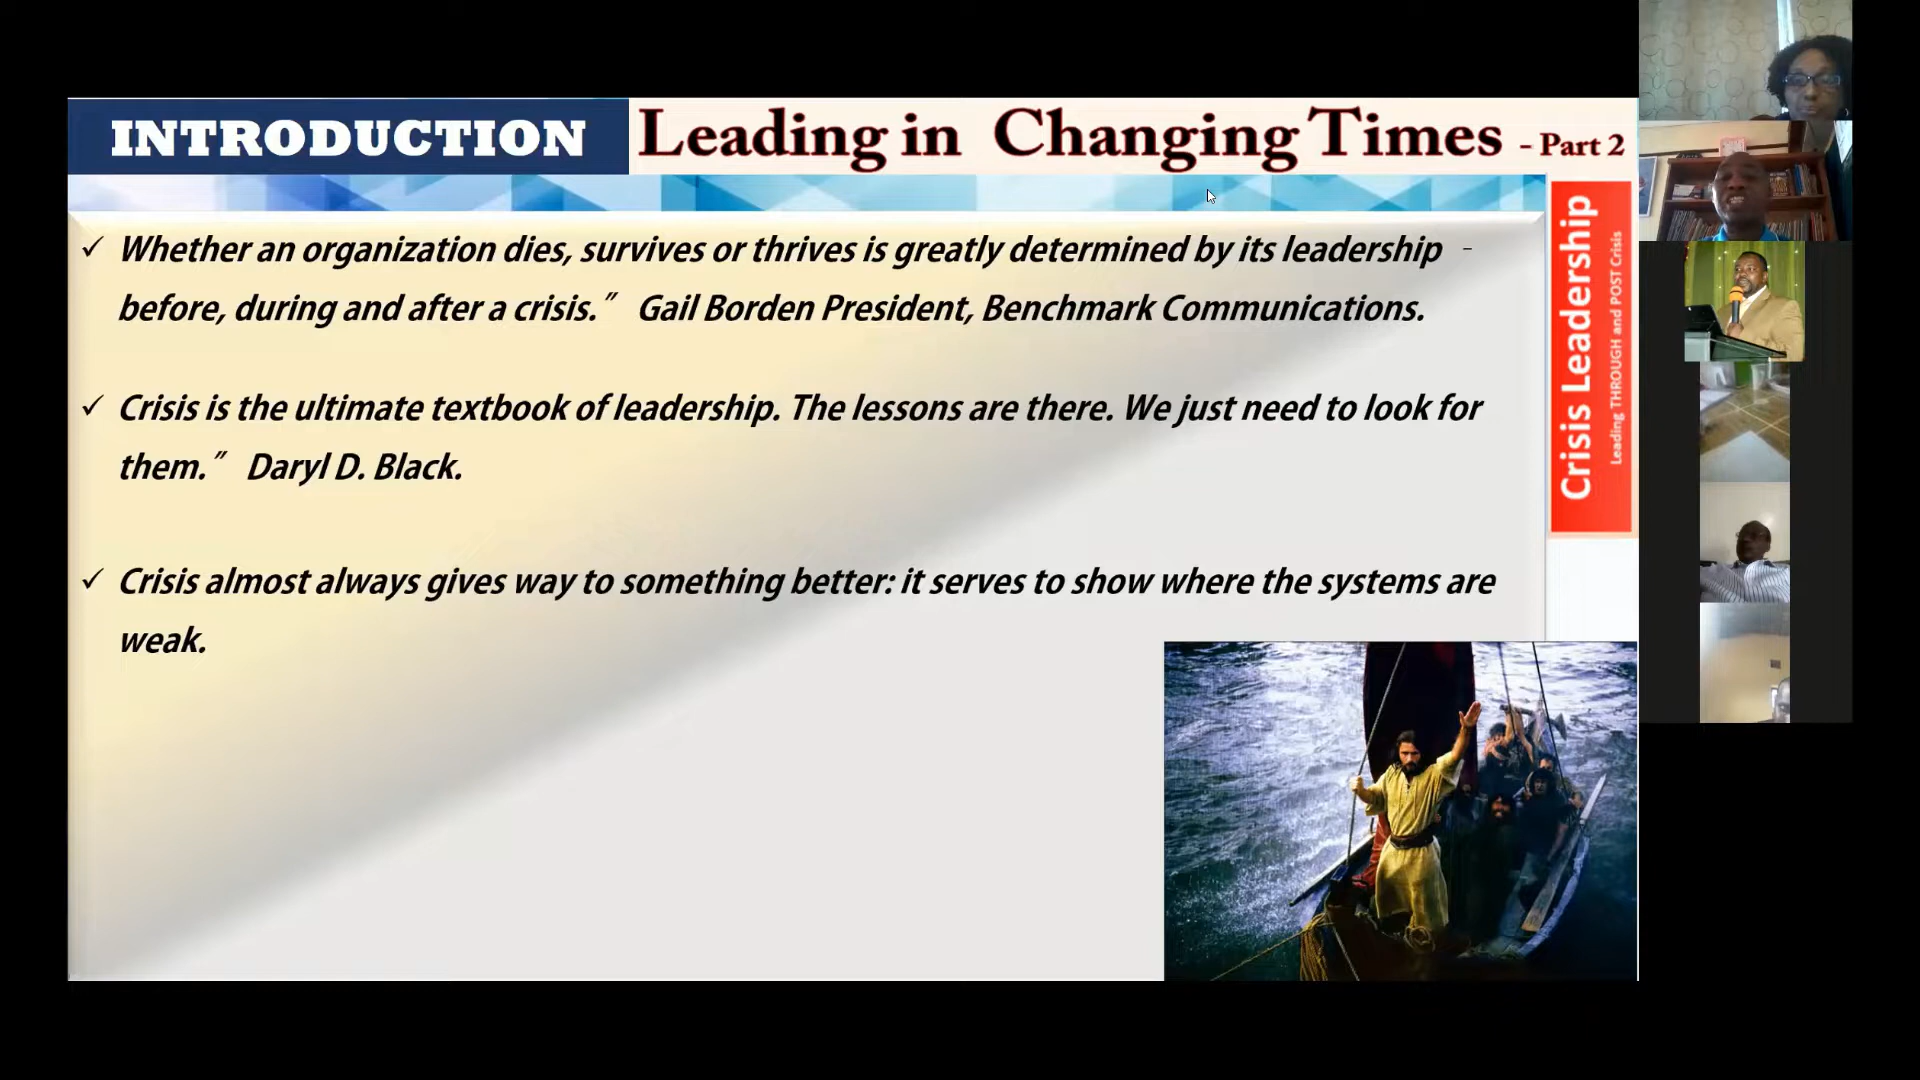 INTRODUCTION
Leading in Changing Times - Part 2
✓ Whether an organization dies, survives or thrives is greatly determined by its leadership -
before, during and after a crisis.” Gail Borden President, Benchmark Communications.
✓ Crisis is the ultimate textbook of leadership. The lessons are there. We just need to look for
them.” Daryl D. Black.
✓ Crisis almost always gives way to something better: it serves to show where the systems are
weak.
Crisis Leadership
Leading THROUGH and POST Crisis